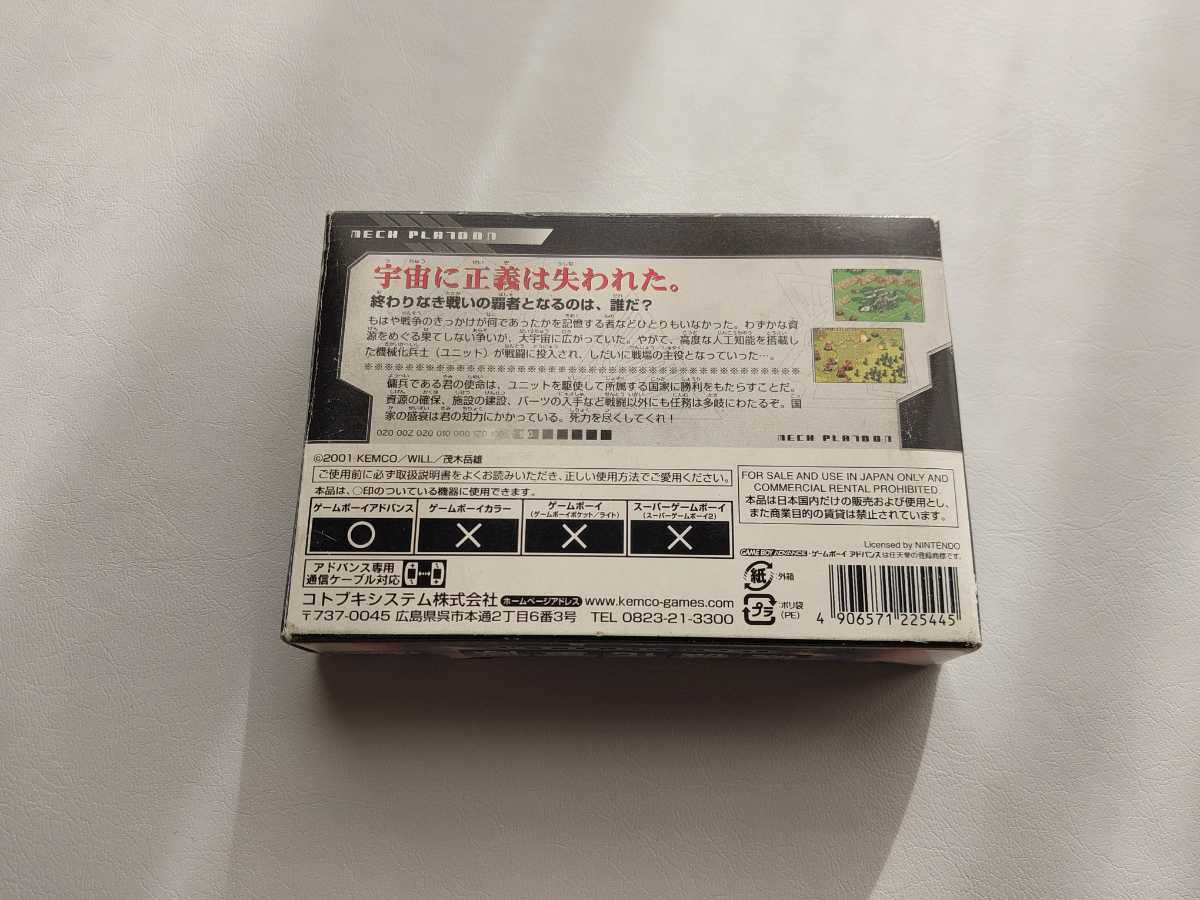 MECH PLATOON
宇宙に正義は失われた。
終わりなき戦いの覇者となるのは、誰だ?
もはや戦争のきっかけが何であったかを記憶する者などひとりもいなかった。わずかな資
源をめぐる果てしない争いが、大宇宙に広がっていた。やがて、高度な人工知能を搭載し
た機械化兵士(ユニット)が戦闘に投入され、しだいに戦場の主役となっていった…。
※※※※※※※※※※※※※※※※※※※※※※※※※※※※※※※※※※※※※※※※
傭兵である君の使命は、ユニットを駆使して所属する国家に勝利をもたらすことだ。
資源の確保、施設の建設、パーツの入手など戦闘以外にも任務は多岐にわたるぞ。国
家の盛衰は君の知力にかかっている。死力を尽くしてくれ!
020 002 020 010 000
MECH PLATOON
©2001 KEMCO/WILL/茂木岳雄
ご使用前に必ず取扱説明書をよくお読みいただき、正しい使用方法でご愛用ください。
本品は、○印のついている機器に使用できます。
ゲームボーイアドバンス ゲームボーイカラー ゲームボーイ スーパーゲームボーイ
(ゲームボーイポケット/ライト) (スーパーゲームボーイ2)
○ × × ×
FOR SALE AND USE IN JAPAN ONLY AND
COMMERCIAL RENTAL PROHIBITED.
本品は日本国内だけの販売および使用とし、
また商業目的の賃貸は禁止されています。
Licensed by NINTENDO
GAME BOY ADVANCE・ゲームボーイ アドバンスは任天堂の登録商標です。
アドバンス専用
通信ケーブル対応
コトブキシステム株式会社 ホームページアドレス www.kemco-games.com
〒737-0045 広島県呉市本通2丁目6番3号 TEL 0823-21-3300
紙 :外箱
プラ :ポリ袋
(PE)
4 906571 225445